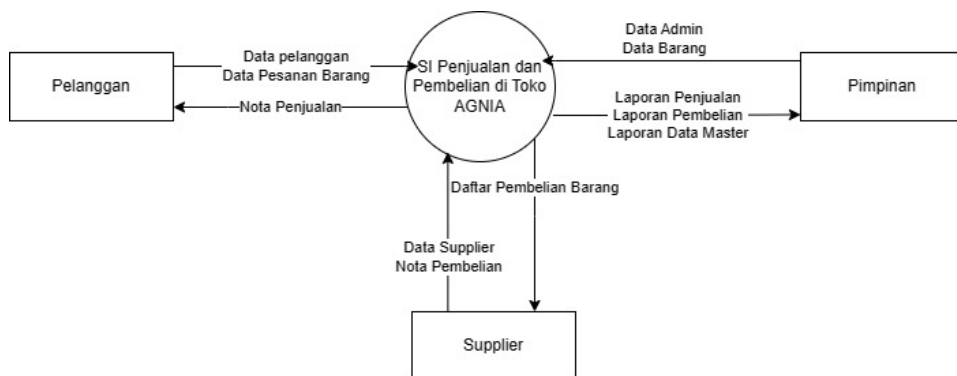 Pelanggan
Data pelanggan
Data Pesanan Barang
Nota Penjualan
SI Penjualan dan
Pembelian di Toko
AGNIA
Data Admin
Data Barang
Laporan Penjualan
Laporan Pembelian
Laporan Data Master
Pimpinan
Daftar Pembelian Barang
Data Supplier
Nota Pembelian
Supplier